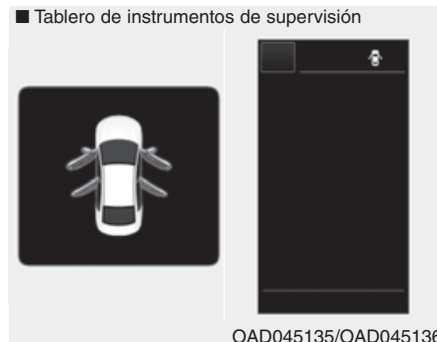 ■ Tablero de instrumentos de supervisión
OAD045135/OAD045136